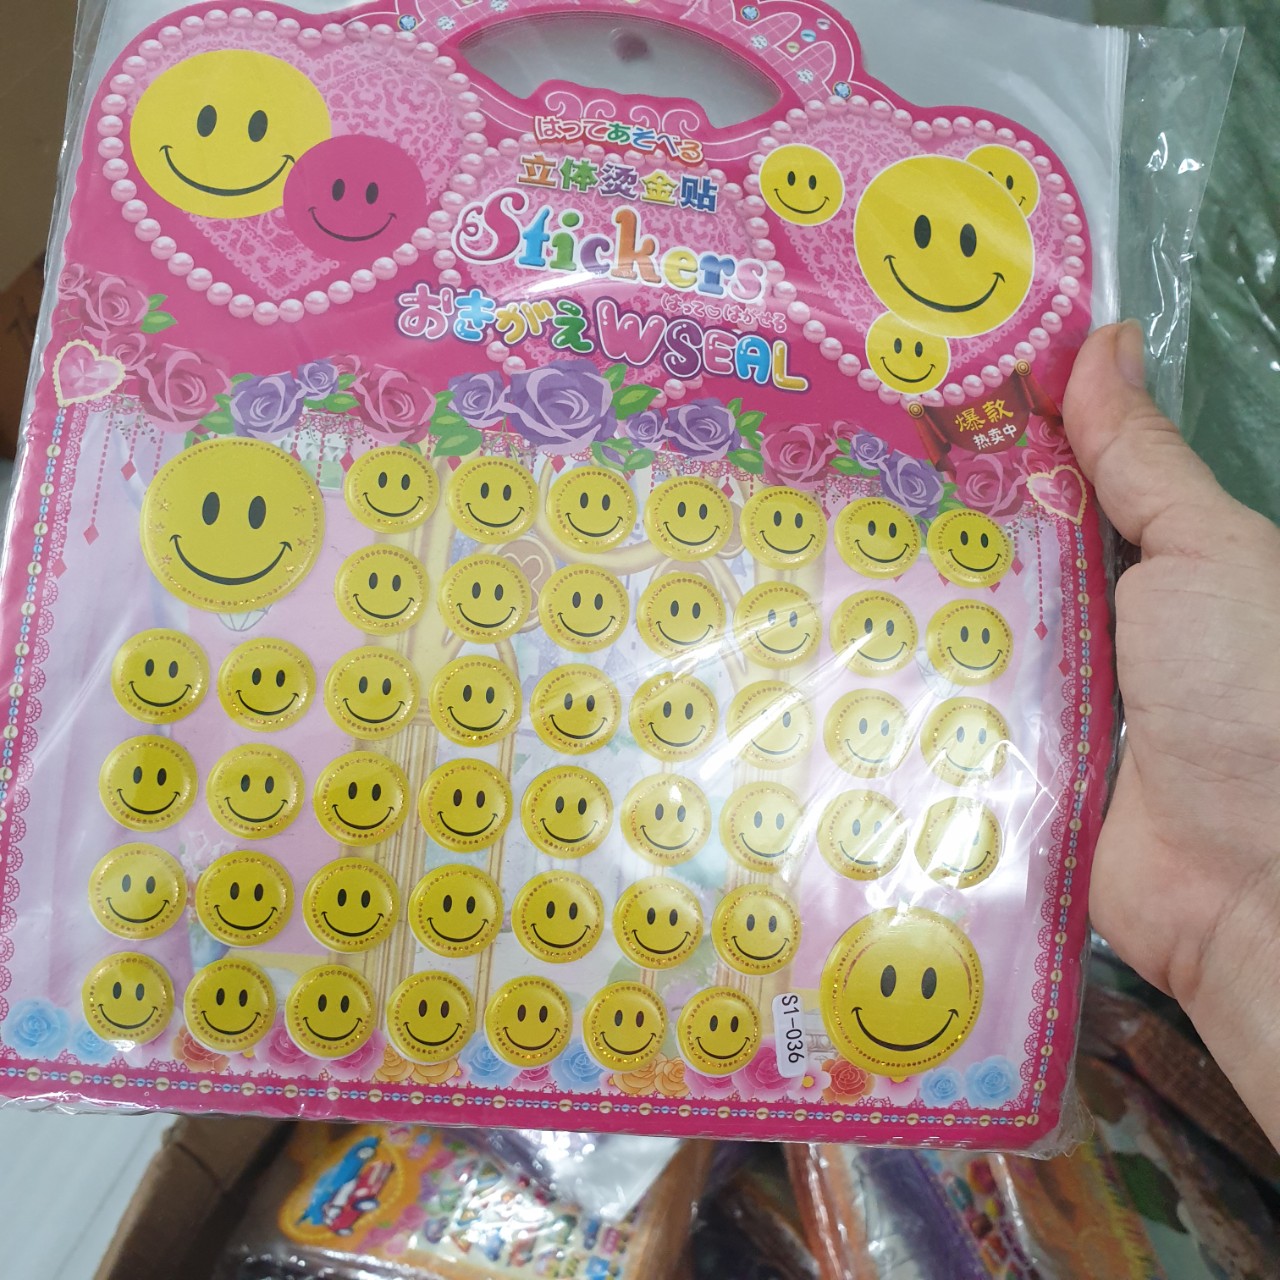 はってあそべる
立体烫金贴
Stickers
はって♡はがせる
おきがえWSEAL
爆款
热卖中
S1-036